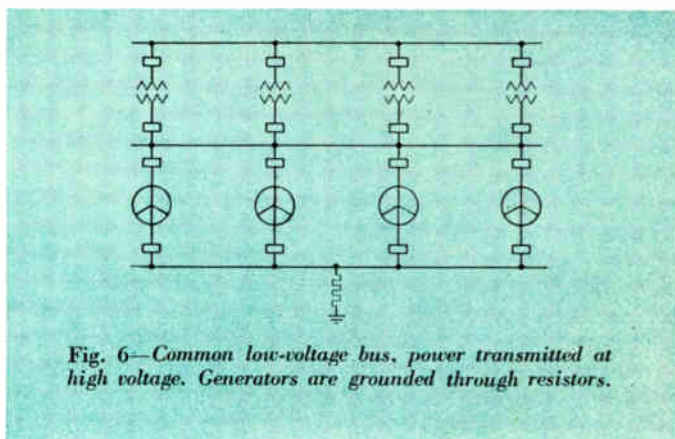 Fig. 6—Common low-voltage bus, power transmitted at
high voltage. Generators are grounded through resistors.